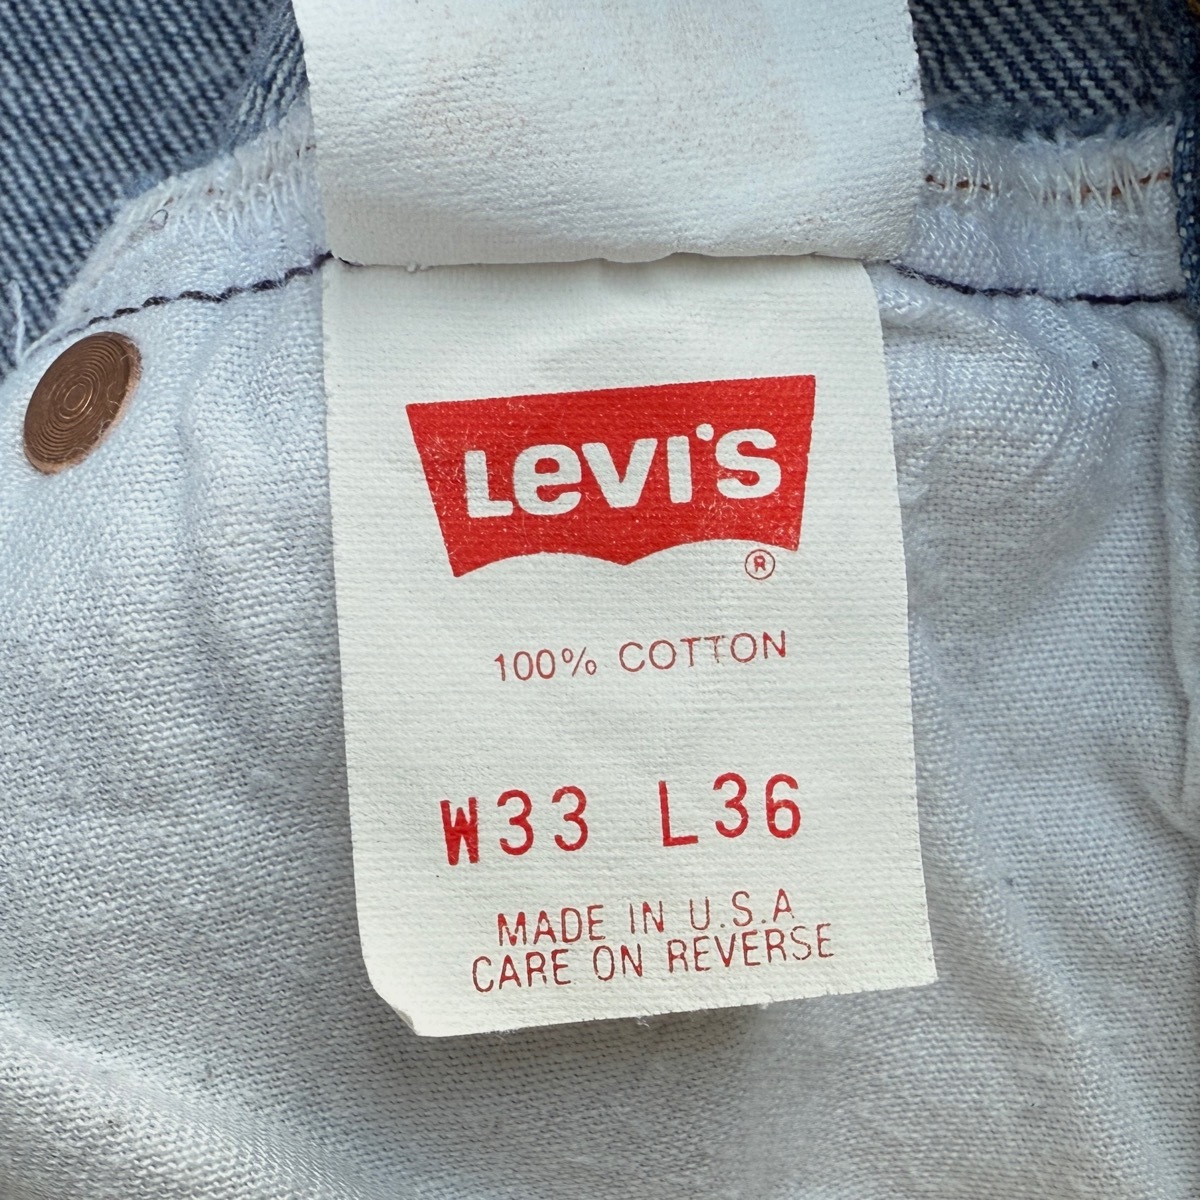 Levi's
®
100% COTTON
W33 L36
MADE IN U.S.A
CARE ON REVERSE